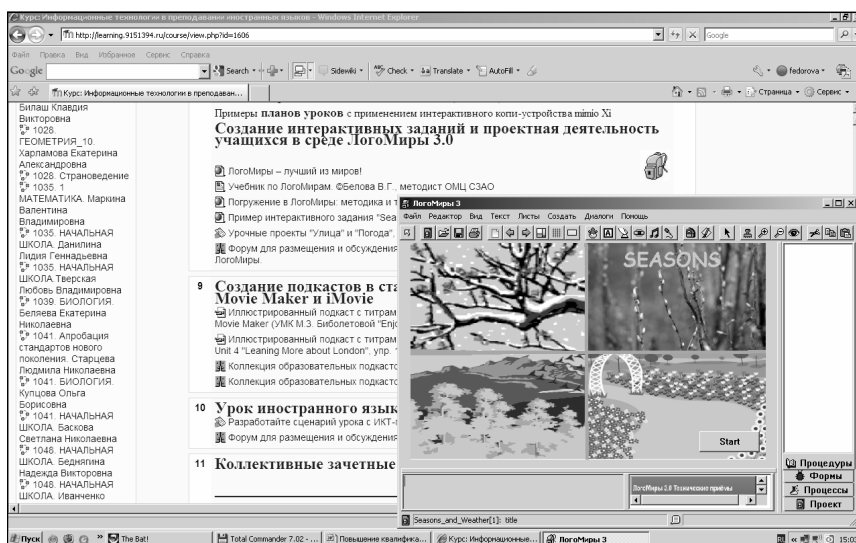 Курс: Информационные технологии в преподавании иностранных языков - Windows Internet Explorer
http://learning.9151394.ru/course/view.php?id=1606
Google
Файл Правка Вид Избранное Сервис Справка
Google Search Sidewiki Check Translate AutoFill fedorova
Курс: Информационные технологии в преподаван...
Страница Сервис
Билаш Клавдия
Викторовна
1028.
ГЕОМЕТРИЯ_10.
Харламова Екатерина
Александровна
1028. Страноведение
1035. 1
МАТЕМАТИКА. Маркина
Валентина
Владимировна
1035. НАЧАЛЬНАЯ
ШКОЛА. Данилина
Лидия Геннадьевна
1035. НАЧАЛЬНАЯ
ШКОЛА.Тверская
Любовь Владимировна
1039. БИОЛОГИЯ.
Беляева Екатерина
Николаевна
1041. Апробация
стандартов нового
поколения. Старцева
Людмила Николаевна
1041. БИОЛОГИЯ.
Купцова Ольга
Борисовна
1041. НАЧАЛЬНАЯ
ШКОЛА. Баскова
Светлана Николаевна
1048. НАЧАЛЬНАЯ
ШКОЛА. Беднягина
Надежда Викторовна
1048. НАЧАЛЬНАЯ
ШКОЛА. Иванченко
Примеры планов уроков с применением интерактивного копи-устройства mimio Xi
Создание интерактивных заданий и проектная деятельность
учащихся в среде ЛогоМиры 3.0
ЛогоМиры – лучший из миров!
Учебник по ЛогоМирам. ©Белова В.Г., методист ОМЦ СЗАО
Погружение в ЛогоМиры: методика и т
Пример интерактивного задания "Sea
Урочные проекты "Улица" и "Погода".
Форум для размещения и обсуждения
ЛогоМиры.
9 Создание подкастов в ста
Movie Maker и iMovie
Иллюстрированный подкаст с титрам
Movie Maker (УМК М.З. Биболетовой "Enjo
Иллюстрированный подкаст с титрам
Unit 4 "Leaning More about London", упр.
Коллекция образовательных подкасто
Коллекция образовательных подкасто
10 Урок иностранного язык
Разработайте сценарий урока с ИКТ-
Форум для размещения и обсуждения
11 Коллективные зачетные
ЛогоМиры 3
Файл Редактор Вид Текст Листы Создать Диалоги Помощь
SEASONS
Start
ЛогоМиры 3.0 Технические приёмы
Процедуры
Формы
Процессы
Проект
Seasons_and_Weather[1]: title
Пуск The Bat! Total Commander 7.02 - ... Повышение квалифика... Курс: Информационные... ЛогоМиры 3 15:03